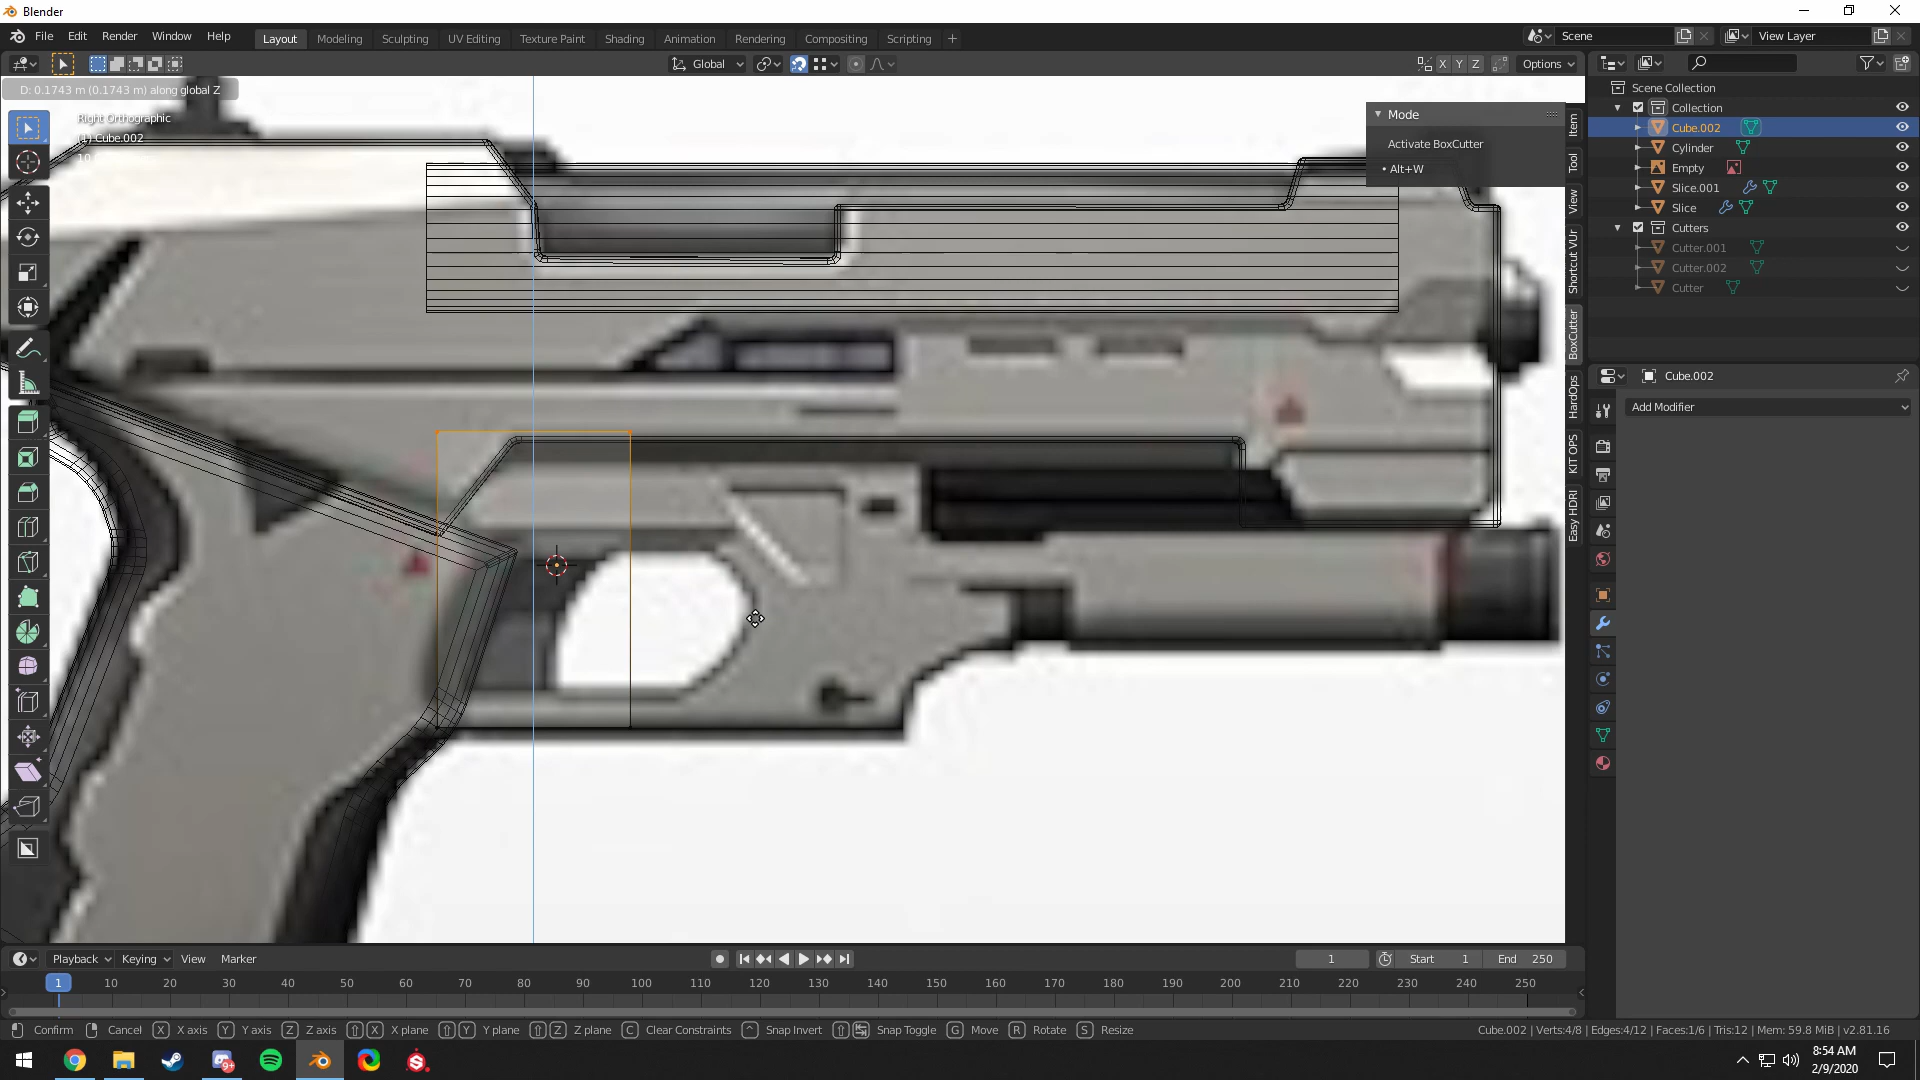 Blender
File Edit Render Window Help
Layout Modeling Sculpting UV Editing Texture Paint Shading Animation Rendering Compositing Scripting +
Scene
View Layer
Global
X Y Z
Options
D: 0.1743 m (0.1743 m) along global Z
Right Orthographic
(1) Cube.002
Mode
Activate BoxCutter
• Alt+W
Item
Tool
View
Shortcut VUr
BoxCutter
HardOps
KIT OPS
Easy HDRI
Scene Collection
Collection
Cube.002
Cylinder
Empty
Slice.001
Slice
Cutters
Cutter.001
Cutter.002
Cutter
Cube.002
Add Modifier
Playback Keying View Marker
1
Start 1
End 250
1 10 20 30 40 50 60 70 80 90 100 110 120 130 140 150 160 170 180 190 200 210 220 230 240 250
Confirm Cancel X X axis Y Y axis Z Z axis X X plane Y Y plane Z Z plane C Clear Constraints ^ Snap Invert Snap Toggle G Move R Rotate S Resize
Cube.002 | Verts:4/8 | Edges:4/12 | Faces:1/6 | Tris:12 | Mem: 59.8 MiB | v2.81.16
9+
8:54 AM
2/9/2020